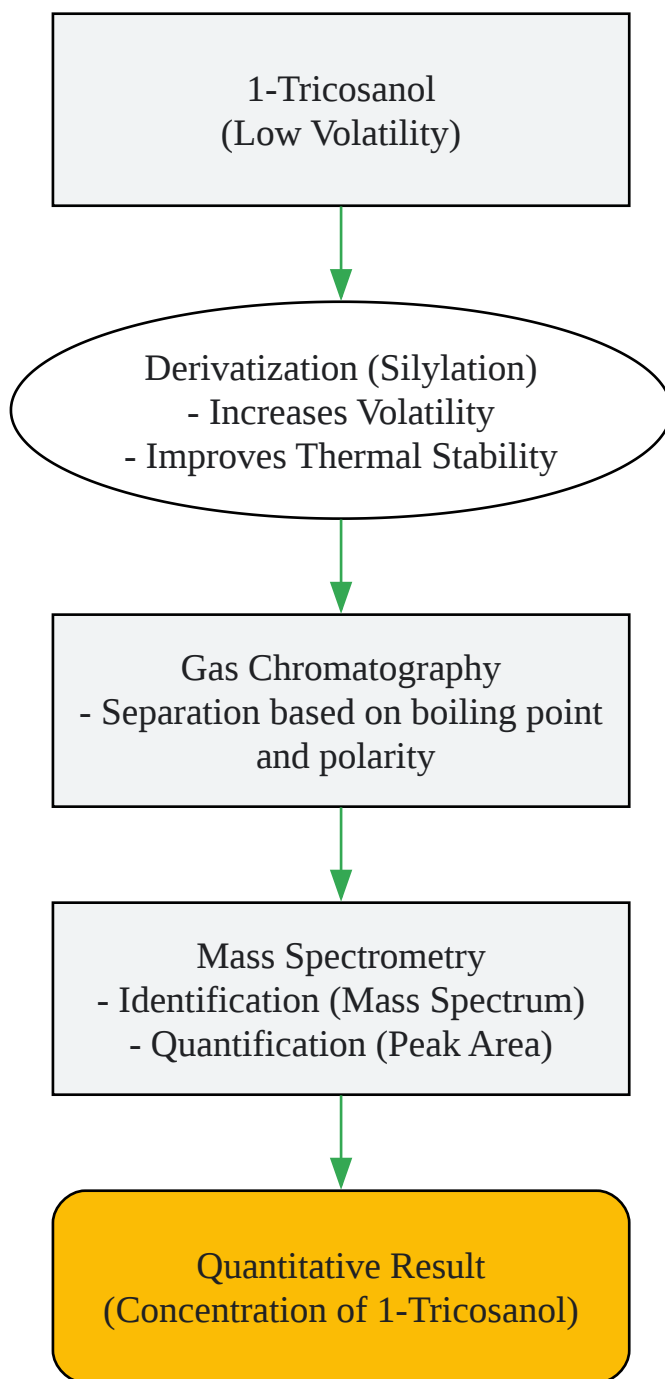 1-Tricosanol
(Low Volatility)
Derivatization (Silylation)
- Increases Volatility
- Improves Thermal Stability
Gas Chromatography
- Separation based on boiling point
and polarity
Mass Spectrometry
- Identification (Mass Spectrum)
- Quantification (Peak Area)
Quantitative Result
(Concentration of 1-Tricosanol)